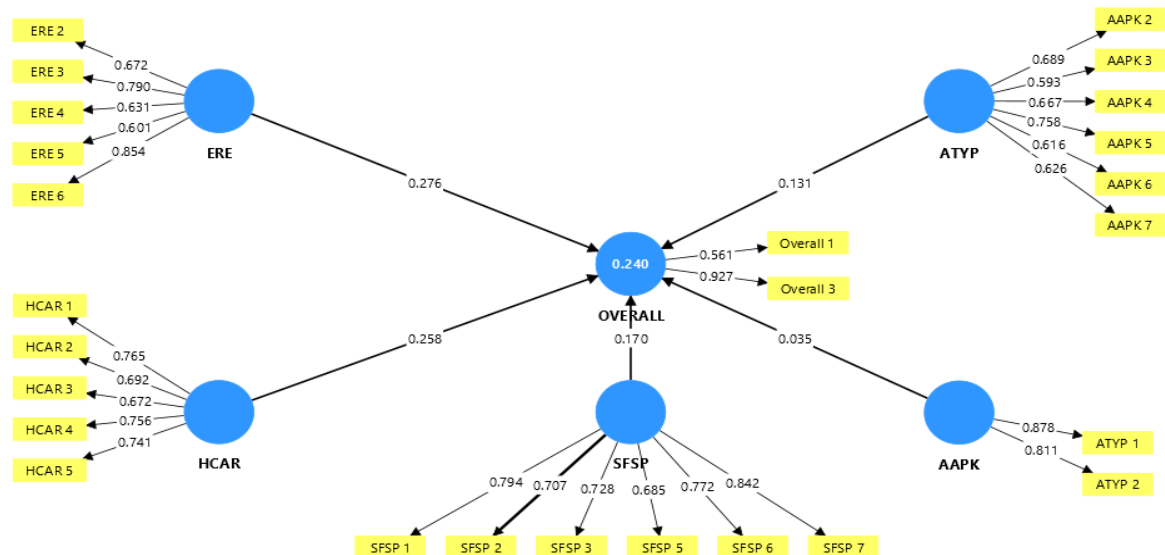 ERE 2
ERE 3
ERE 4
ERE 5
ERE 6
0.672
0.790
0.631
0.601
0.854
ERE
0.276
AAPK 2
AAPK 3
AAPK 4
AAPK 5
AAPK 6
AAPK 7
0.689
0.593
0.667
0.758
0.616
0.626
ATYP
0.131
0.240
OVERALL
0.561
0.927
Overall 1
Overall 3
HCAR 1
HCAR 2
HCAR 3
HCAR 4
HCAR 5
0.765
0.692
0.672
0.756
0.741
HCAR
0.258
0.170
SFSP
0.794
0.707
0.728
0.685
0.772
0.842
SFSP 1
SFSP 2
SFSP 3
SFSP 5
SFSP 6
SFSP 7
0.035
AAPK
0.878
0.811
ATYP 1
ATYP 2